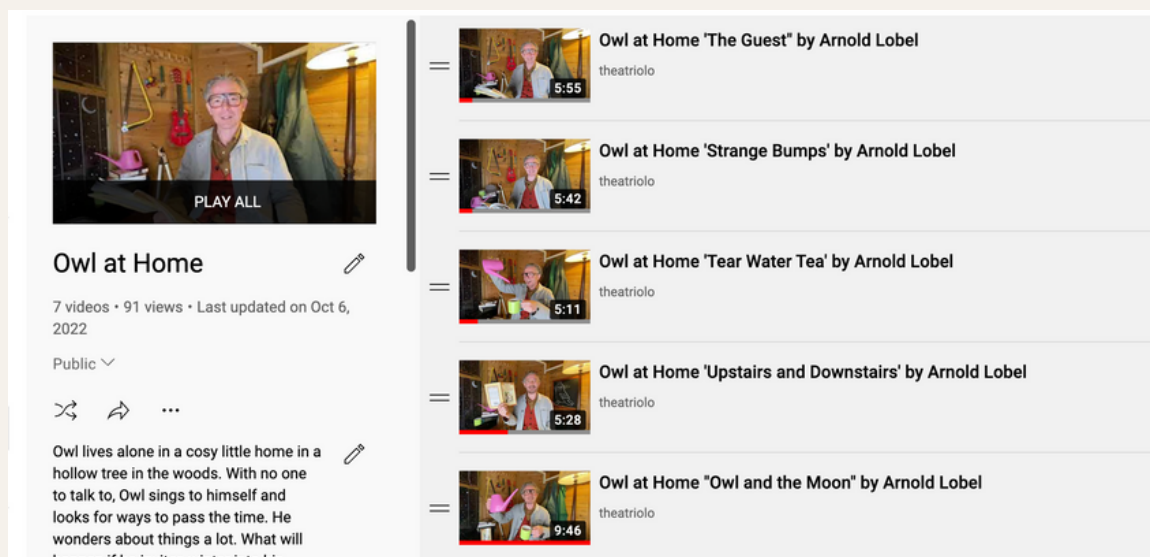 PLAY ALL
Owl at Home
7 videos • 91 views • Last updated on Oct 6,
2022
Public
Owl lives alone in a cosy little home in a
hollow tree in the woods. With no one
to talk to, Owl sings to himself and
looks for ways to pass the time. He
wonders about things a lot. What will
Owl at Home 'The Guest" by Arnold Lobel
theatriolo
5:55
Owl at Home 'Strange Bumps' by Arnold Lobel
theatriolo
5:42
Owl at Home 'Tear Water Tea' by Arnold Lobel
theatriolo
5:11
Owl at Home 'Upstairs and Downstairs' by Arnold Lobel
theatriolo
5:28
Owl at Home "Owl and the Moon" by Arnold Lobel
theatriolo
9:46